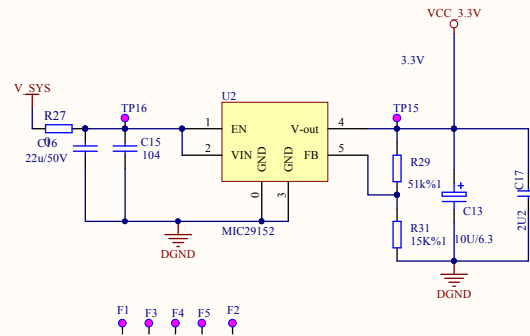 VCC_3.3V
3.3V
V_SYS
R27
0
TP16
U2
TP15
C16
22u/50V
C15
104
1
EN
V-out
4
2
VIN
FB
5
GND
GND
0
3
MIC29152
R29
51k%1
R31
15K%1
C13
10U/6.3
C17
2U2
DGND
DGND
F1
F3
F4
F5
F2